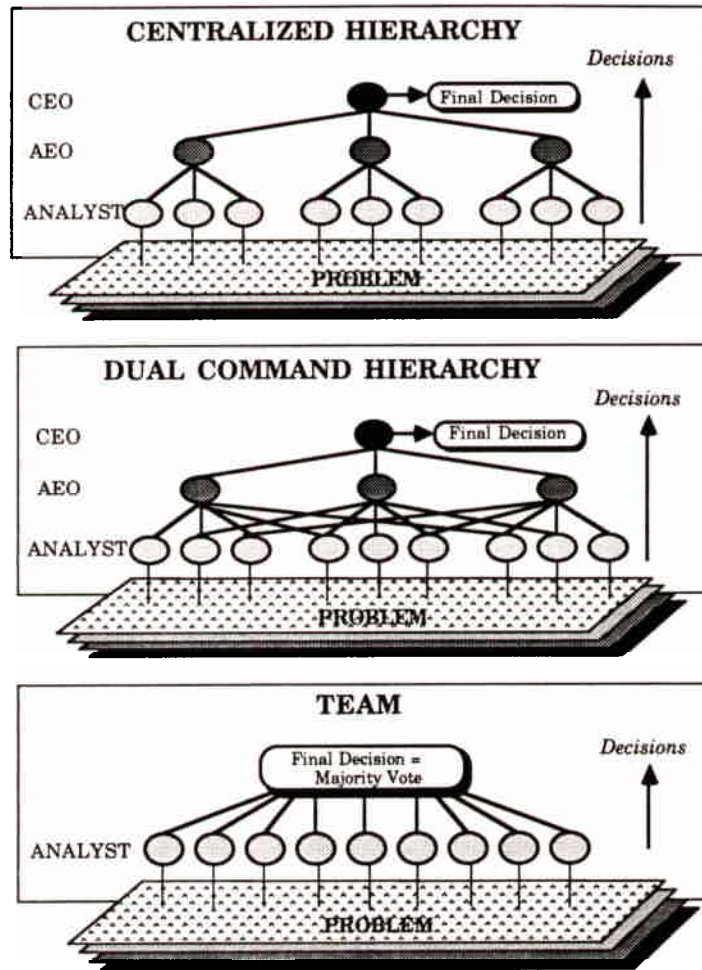 CENTRALIZED HIERARCHY
Decisions
CEO
Final Decision
AEO
ANALYST
PROBLEM
DUAL COMMAND HIERARCHY
Decisions
CEO
Final Decision
AEO
ANALYST
PROBLEM
TEAM
Final Decision =
Majority Vote
Decisions
ANALYST
PROBLEM